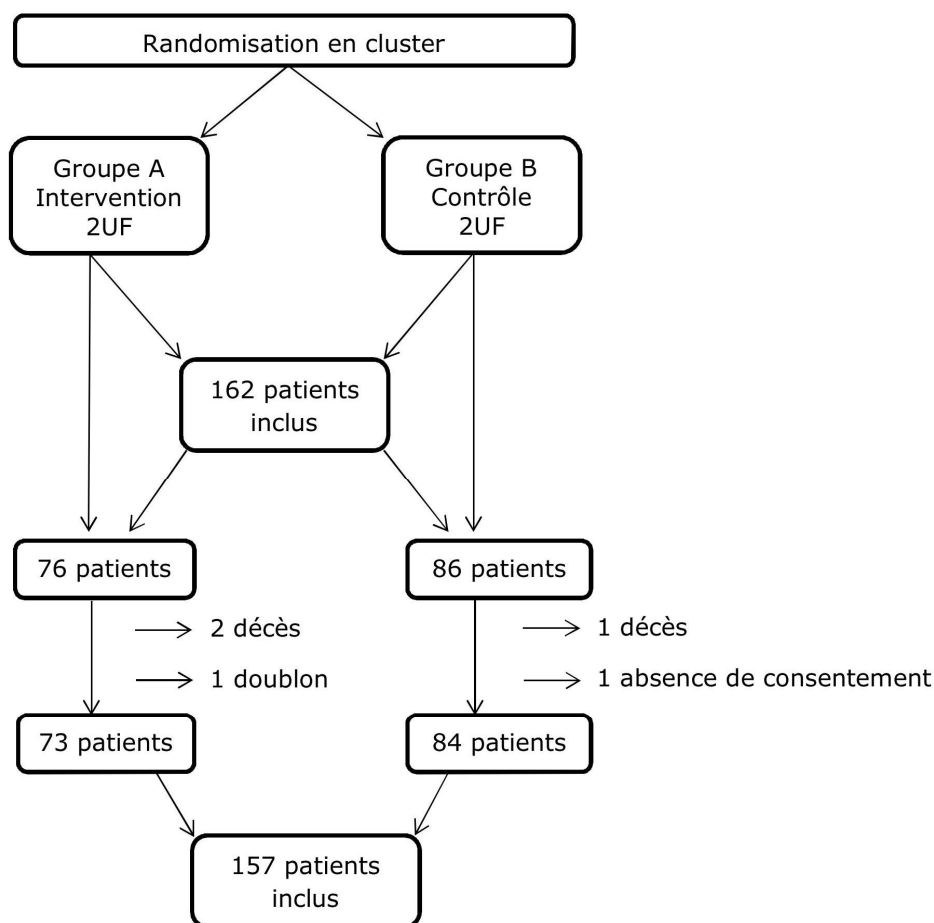 Randomisation en cluster
Groupe A
Intervention
2UF
Groupe B
Contrôle
2UF
162 patients
inclus
76 patients
86 patients
2 décès
1 décès
1 doublon
1 absence de consentement
73 patients
84 patients
157 patients
inclus